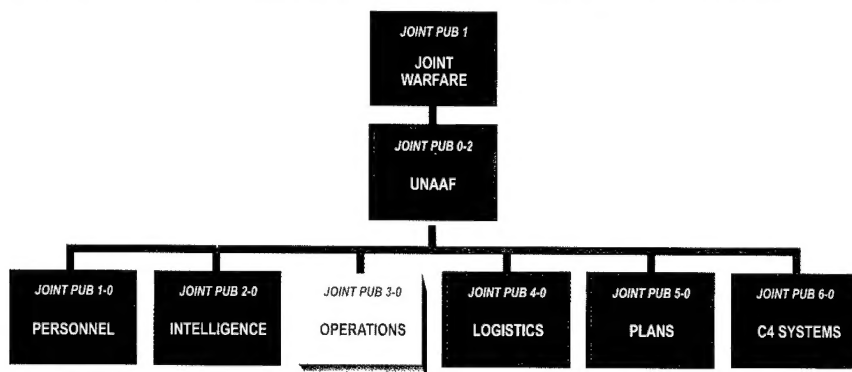 JOINT PUB 1
JOINT
WARFARE
JOINT PUB 0-2
UNAAF
JOINT PUB 1-0
PERSONNEL
JOINT PUB 2-0
INTELLIGENCE
JOINT PUB 3-0
OPERATIONS
JOINT PUB 4-0
LOGISTICS
JOINT PUB 5-0
PLANS
JOINT PUB 6-0
C4 SYSTEMS